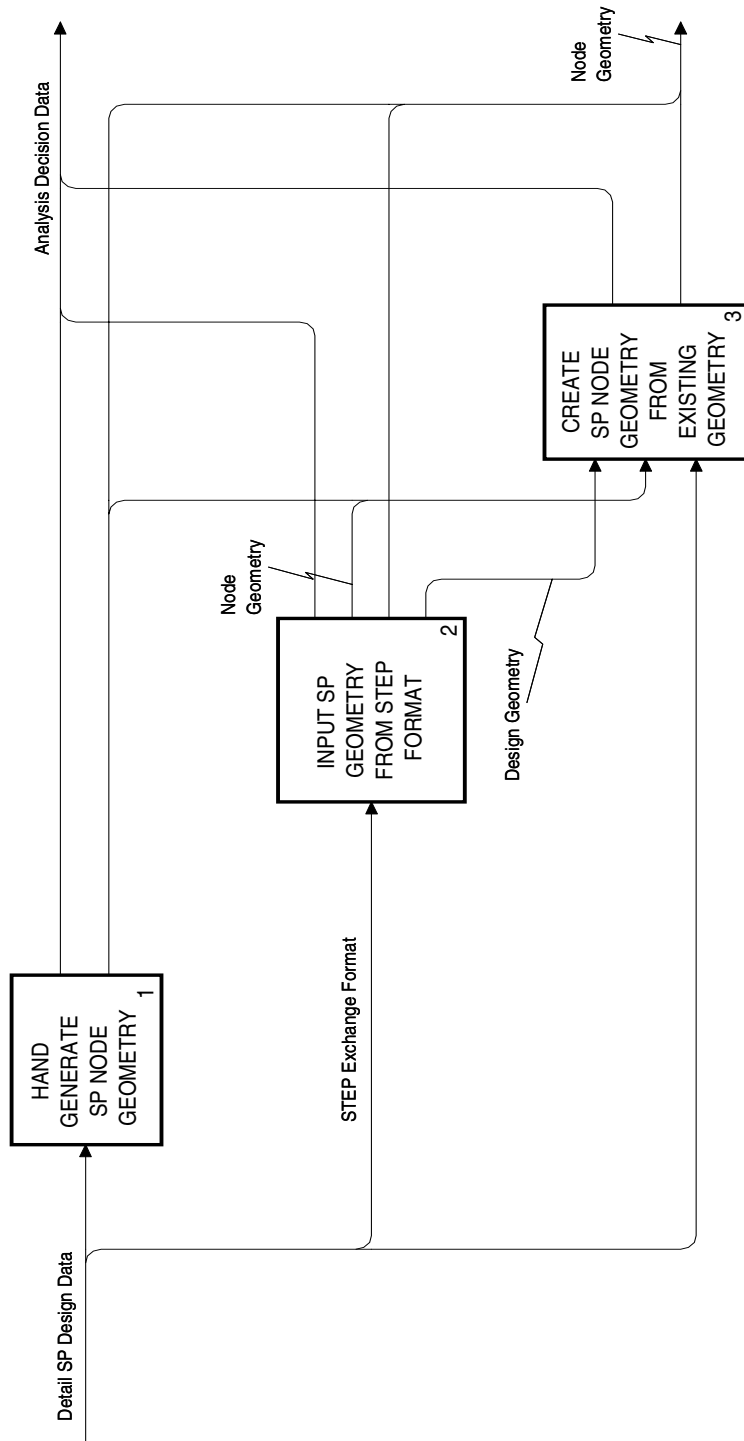 Detail SP Design Data
HAND
GENERATE
SP NODE
GEOMETRY
1
Analysis Decision Data
STEP Exchange Format
INPUT SP
GEOMETRY
FROM STEP
FORMAT
2
Node
Geometry
Design Geometry
CREATE
SP NODE
GEOMETRY
FROM
EXISTING
GEOMETRY
3
Node
Geometry